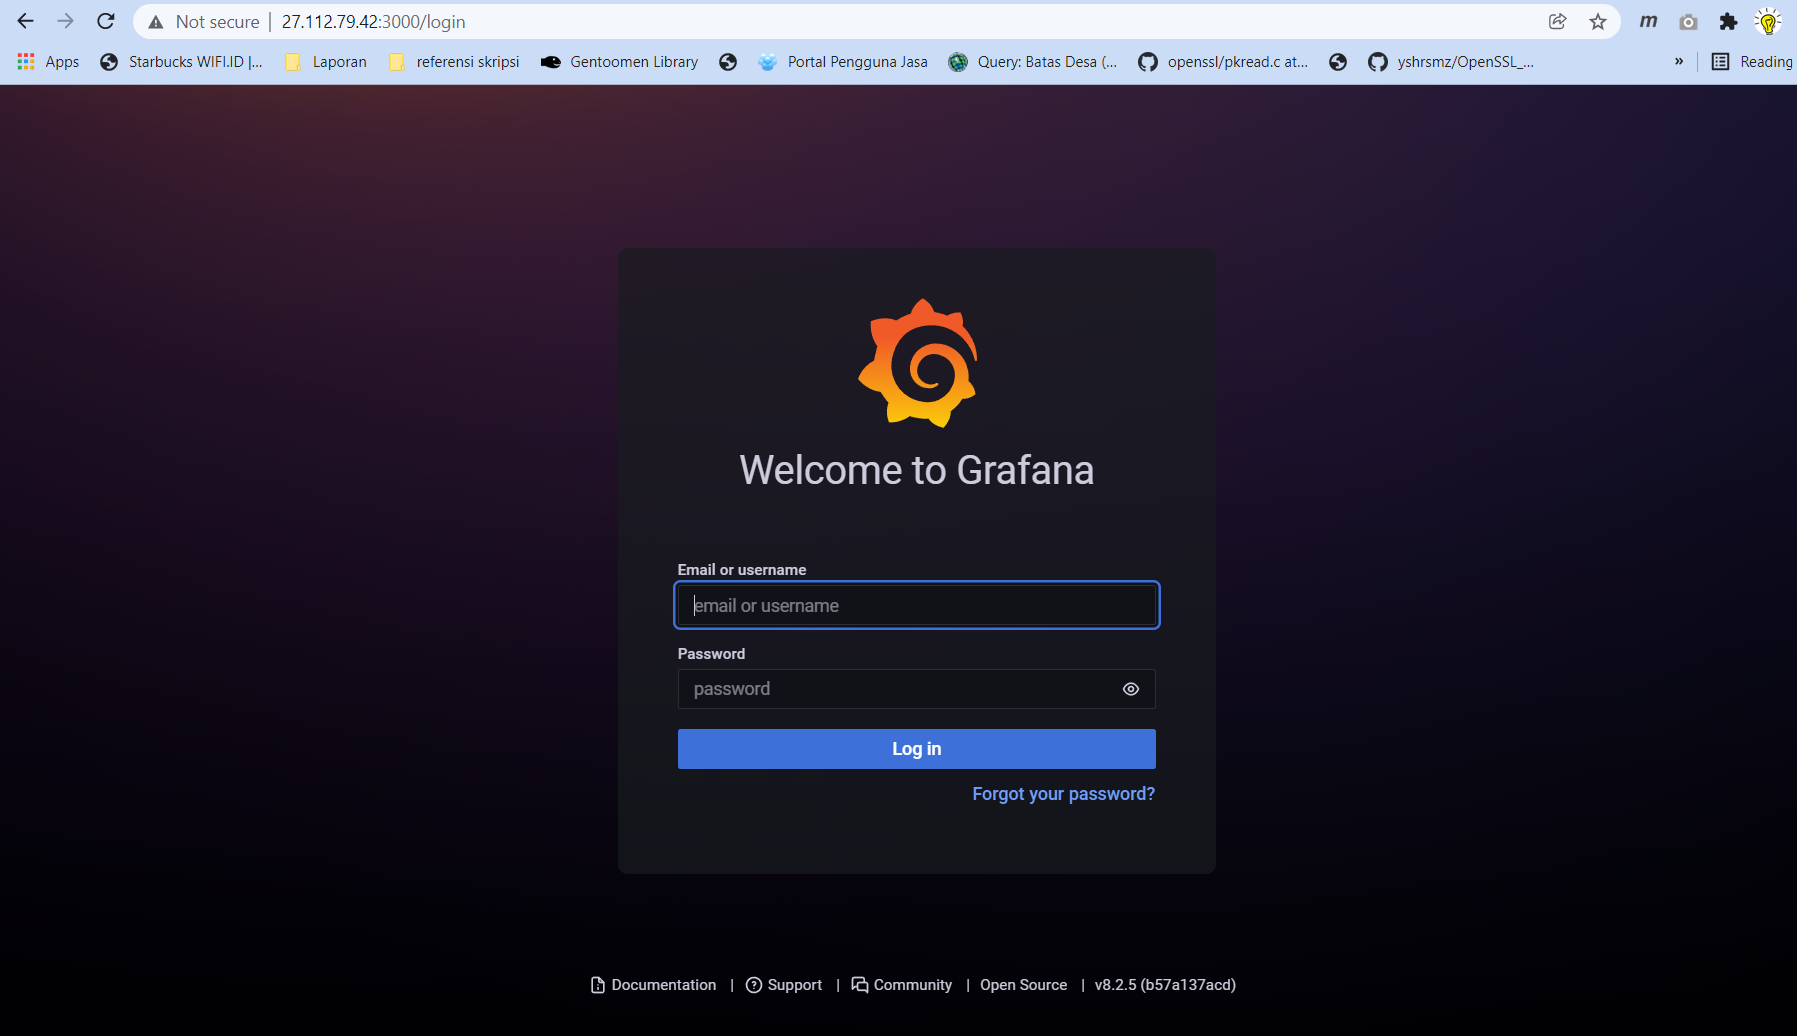 Not secure | 27.112.79.42:3000/login
m
Apps Starbucks WIFI.ID |... Laporan referensi skripsi Gentoomen Library Portal Pengguna Jasa Query: Batas Desa (... openssl/pkread.c at... yshrsmz/OpenSSL_... » Reading
Welcome to Grafana
Email or username
email or username
Password
password
Log in
Forgot your password?
Documentation | Support | Community | Open Source | v8.2.5 (b57a137acd)